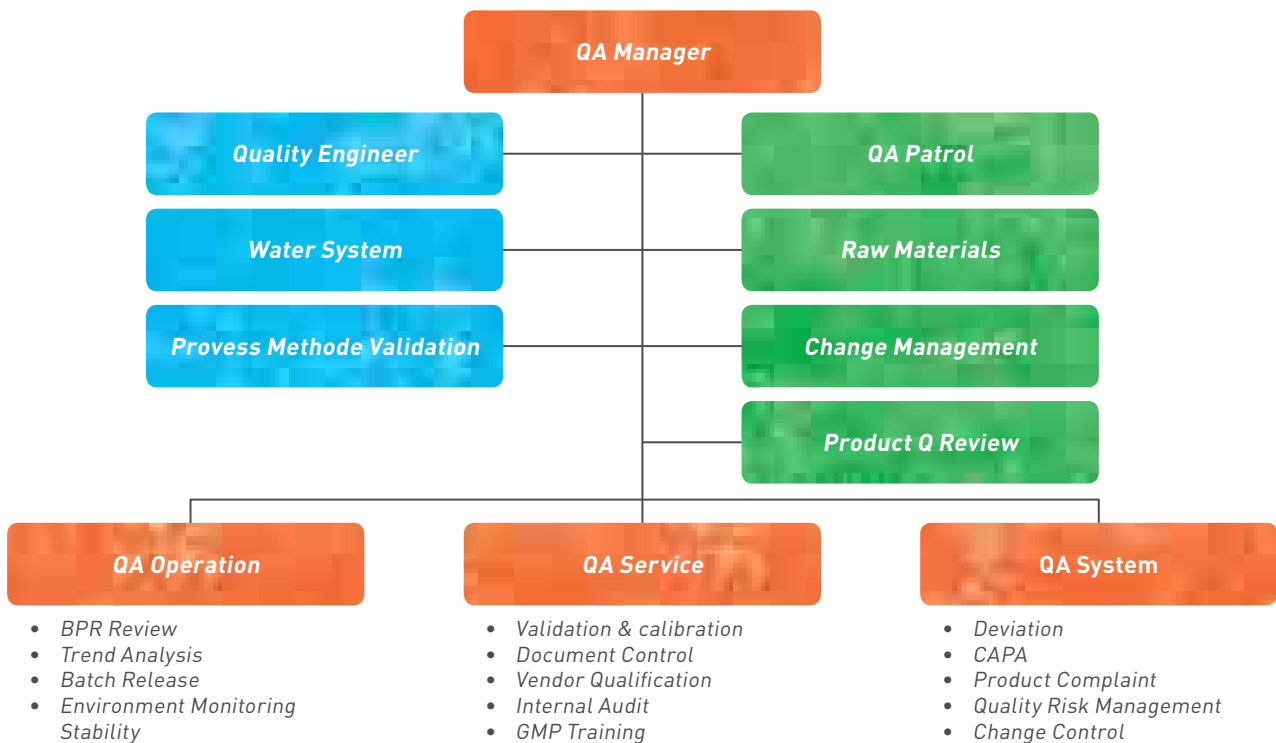 QA Manager
Quality Engineer
QA Patrol
Water System
Raw Materials
Provess Methode Validation
Change Management
Product Q Review
QA Operation
• BPR Review
• Trend Analysis
• Batch Release
• Environment Monitoring
Stability
QA Service
• Validation & calibration
• Document Control
• Vendor Qualification
• Internal Audit
• GMP Training
QA System
• Deviation
• CAPA
• Product Complaint
• Quality Risk Management
• Change Control